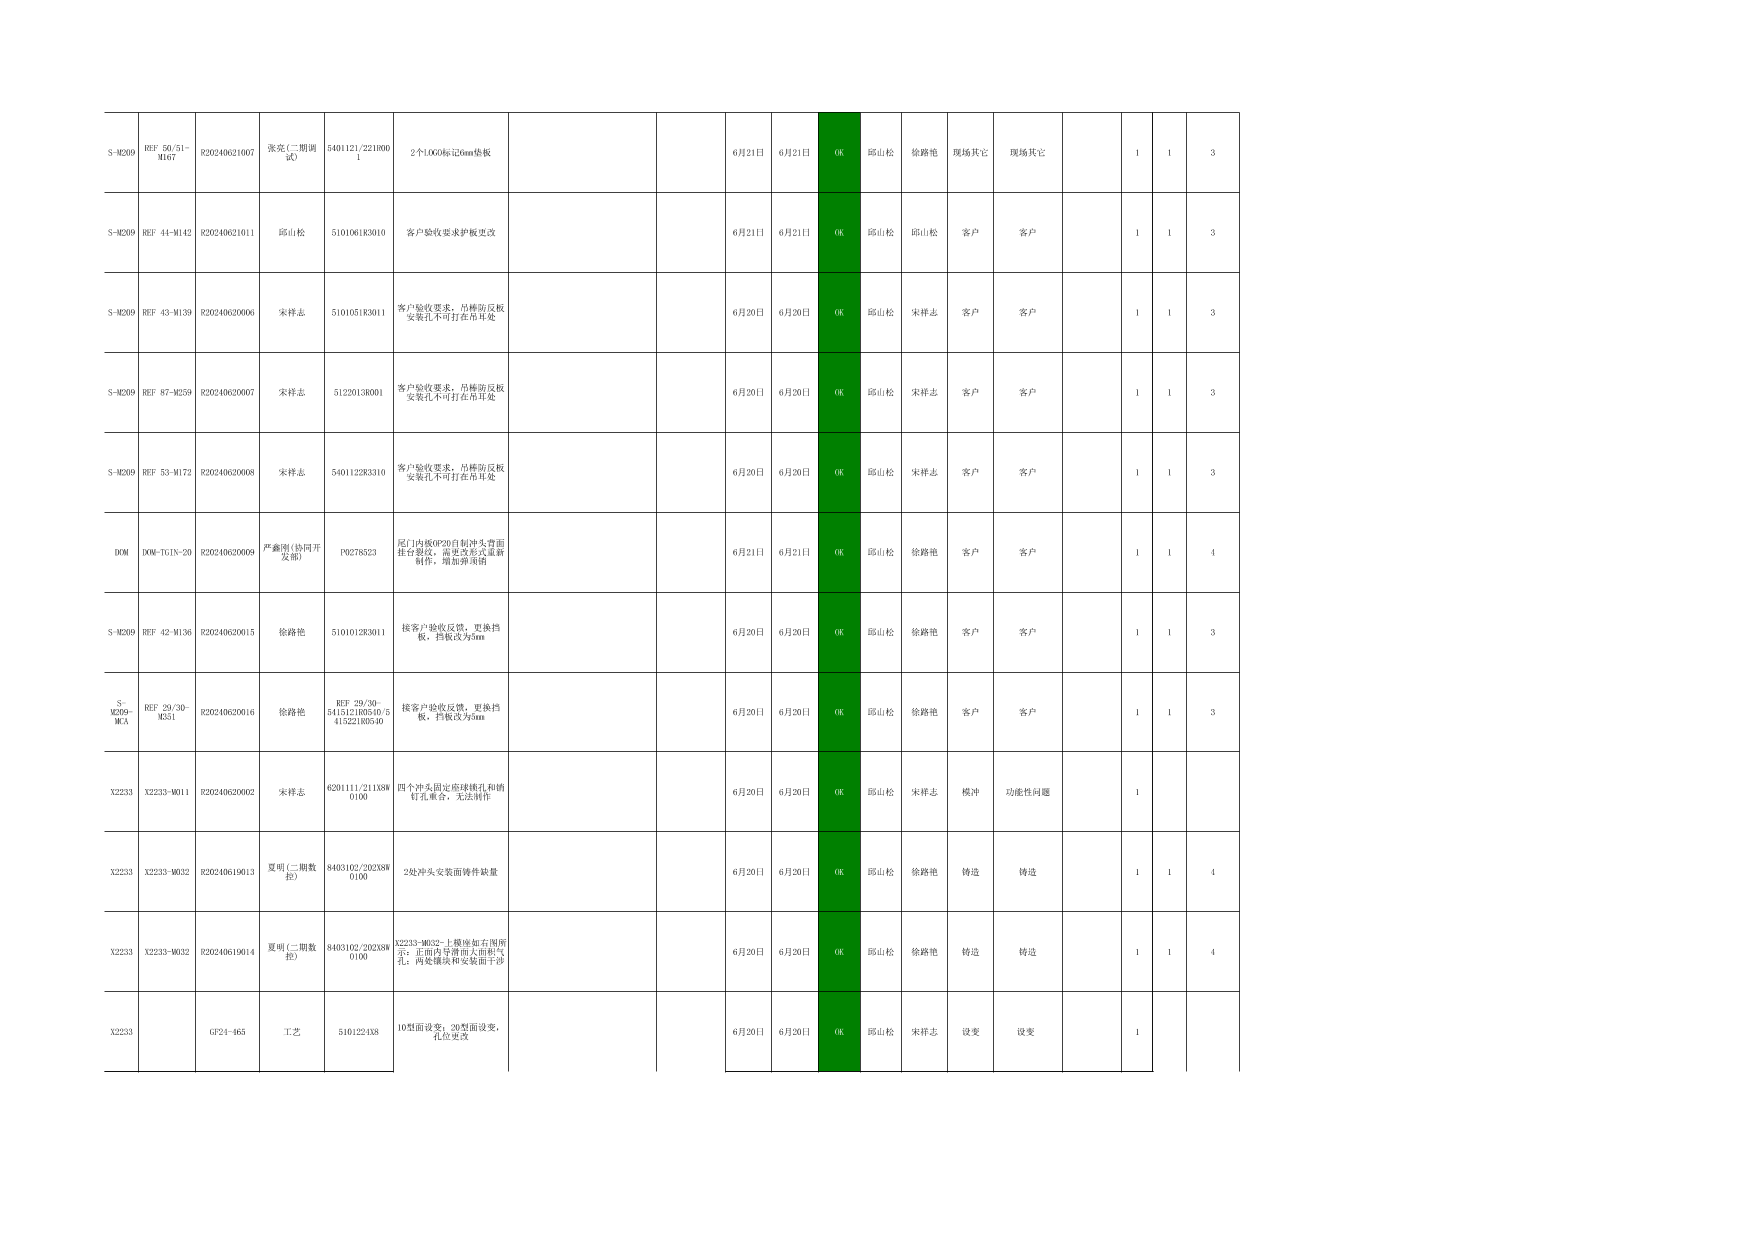 S-M209 REF 50/51-M167 R20240621007 张亮(二期调试) 5401121/221R001 2个LOGO标记6mm垫板 6月21日 6月21日 OK 邱山松 徐路艳 现场其它 现场其它 1 1 3
S-M209 REF 44-M142 R20240621011 邱山松 5101061R3010 客户验收要求护板更改 6月21日 6月21日 OK 邱山松 邱山松 客户 客户 1 1 3
S-M209 REF 43-M139 R20240620006 宋祥志 5101051R3011 客户验收要求，吊棒防反板安装孔不可打在吊耳处 6月20日 6月20日 OK 邱山松 宋祥志 客户 客户 1 1 3
S-M209 REF 87-M259 R20240620007 宋祥志 5122013R001 客户验收要求，吊棒防反板安装孔不可打在吊耳处 6月20日 6月20日 OK 邱山松 宋祥志 客户 客户 1 1 3
S-M209 REF 53-M172 R20240620008 宋祥志 5401122R3310 客户验收要求，吊棒防反板安装孔不可打在吊耳处 6月20日 6月20日 OK 邱山松 宋祥志 客户 客户 1 1 3
DOM DOM-TGIN-20 R20240620009 严鑫刚(协同开发部) P0278523 尾门内板OP20自制冲头背面挂台裂纹，需更改形式重新制作，增加弹顶销 6月21日 6月21日 OK 邱山松 徐路艳 客户 客户 1 1 4
S-M209 REF 42-M136 R20240620015 徐路艳 5101012R3011 接客户验收反馈，更换挡板，挡板改为5mm 6月20日 6月20日 OK 邱山松 徐路艳 客户 客户 1 1 3
S-M209-MCA REF 29/30-M351 R20240620016 徐路艳 REF 29/30-5415121R0540/5415221R0540 接客户验收反馈，更换挡板，挡板改为5mm 6月20日 6月20日 OK 邱山松 徐路艳 客户 客户 1 1 3
X2233 X2233-M011 R20240620002 宋祥志 6201111/211X8W0100 四个冲头固定座球锁孔和销钉孔重合，无法制作 6月20日 6月20日 OK 邱山松 宋祥志 模冲 功能性问题 1
X2233 X2233-M032 R20240619013 夏明(二期数控) 8403102/202X8W0100 2处冲头安装面铸件缺量 6月20日 6月20日 OK 邱山松 徐路艳 铸造 铸造 1 1 4
X2233 X2233-M032 R20240619014 夏明(二期数控) 8403102/202X8W0100 X2233-M032-上模座如右图所示：正面内导滑面大面积气孔；两处镶块和安装面干涉 6月20日 6月20日 OK 邱山松 徐路艳 铸造 铸造 1 1 4
X2233 GF24-465 工艺 5101224X8 10型面设变；20型面设变，孔位更改 6月20日 6月20日 OK 邱山松 宋祥志 设变 设变 1